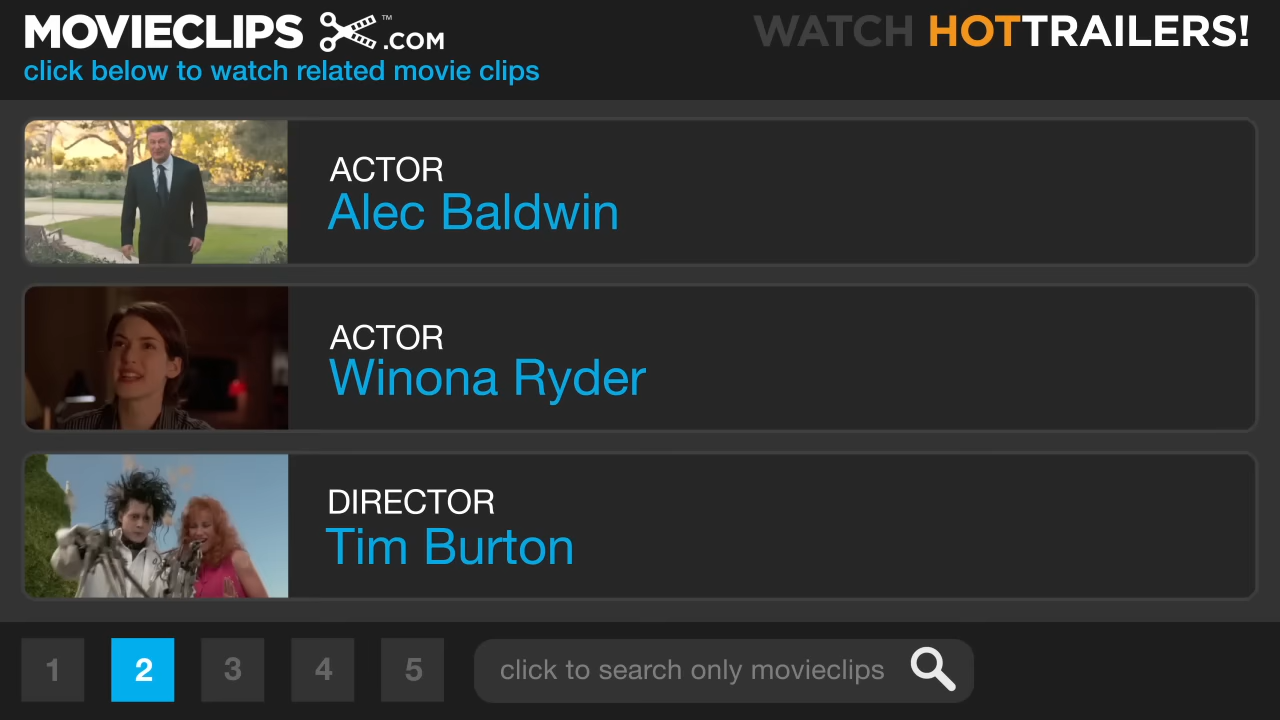 MOVIECLIPS ™ .COM
WATCH HOTTRAILERS!
click below to watch related movie clips
ACTOR
Alec Baldwin
ACTOR
Winona Ryder
DIRECTOR
Tim Burton
1 2 3 4 5 click to search only movieclips